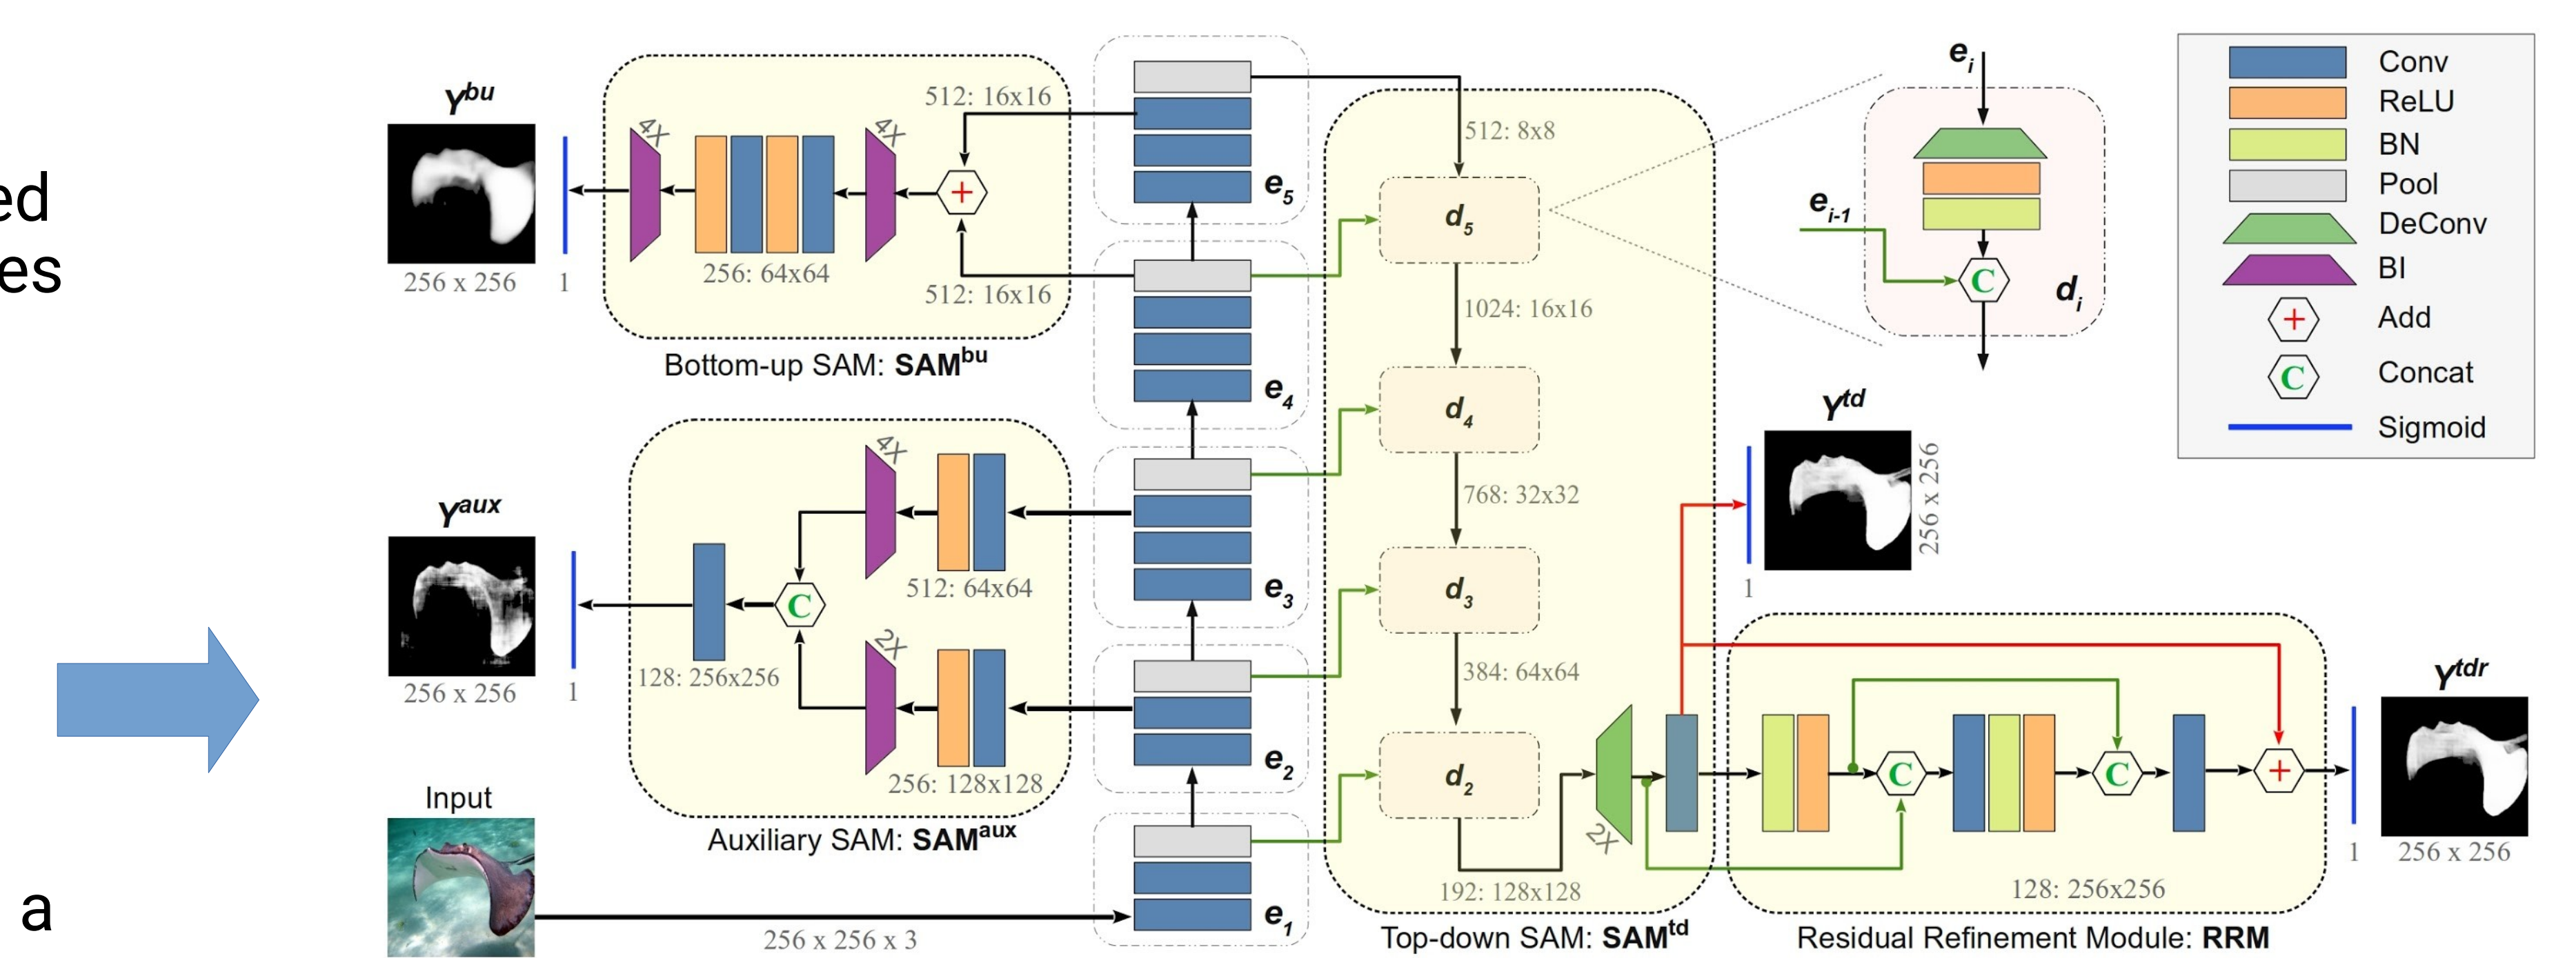 ed
es
a
Y^bu
256 x 256
1
4X
256: 64x64
4X
512: 16x16
512: 16x16
Bottom-up SAM: SAM^bu
Y^aux
256 x 256
1
128: 256x256
4X
512: 64x64
2X
256: 128x128
Auxiliary SAM: SAM^aux
Input
256 x 256 x 3
e_5
e_4
e_3
e_2
e_1
512: 8x8
d_5
1024: 16x16
d_4
768: 32x32
d_3
384: 64x64
d_2
192: 128x128
2X
Top-down SAM: SAM^td
e_i
e_i-1
C
d_i
Y^td
256 x 256
1
C
C
C
128: 256x256
Residual Refinement Module: RRM
Y^tdr
1
256 x 256
Conv
ReLU
BN
Pool
DeConv
BI
+ Add
C Concat
Sigmoid